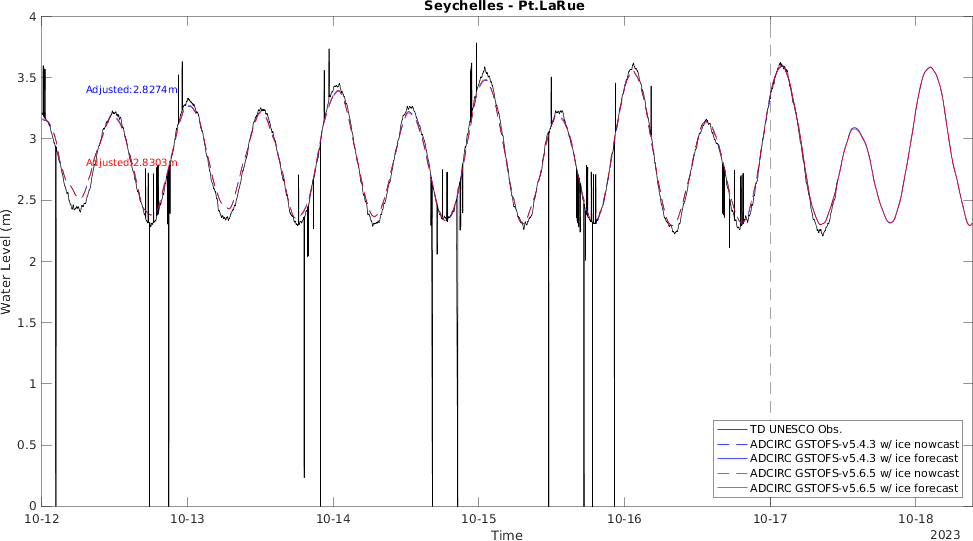 Seychelles - Pt.LaRue
4
3.5
3
2.5
2
1.5
1
0.5
0
Water Level (m)
Adjusted:2.8274m
Adjusted:2.8303m
TD UNESCO Obs.
ADCIRC GSTOFS-v5.4.3 w/ ice nowcast
ADCIRC GSTOFS-v5.4.3 w/ ice forecast
ADCIRC GSTOFS-v5.6.5 w/ ice nowcast
ADCIRC GSTOFS-v5.6.5 w/ ice forecast
10-12 10-13 10-14 10-15 10-16 10-17 10-18
Time
2023